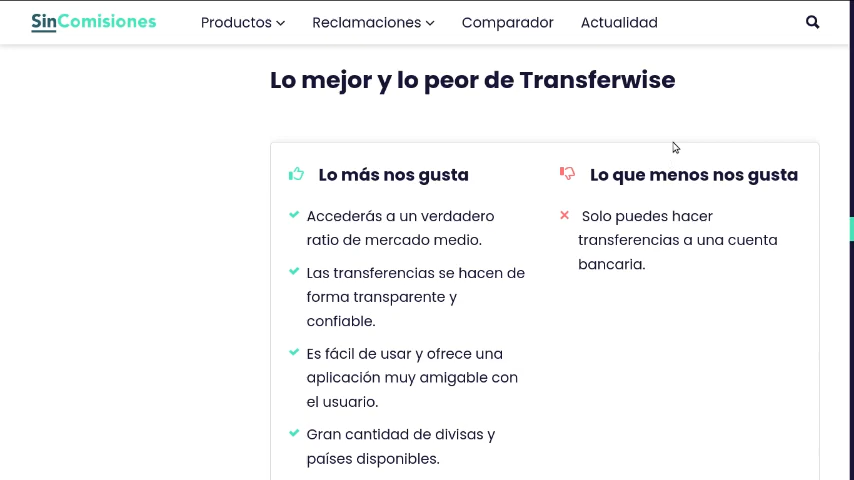 SinComisiones
Productos
Reclamaciones
Comparador
Actualidad
Lo mejor y lo peor de Transferwise
Lo más nos gusta
Accederás a un verdadero
ratio de mercado medio.
Las transferencias se hacen de
forma transparente y
confiable.
Es fácil de usar y ofrece una
aplicación muy amigable con
el usuario.
Gran cantidad de divisas y
países disponibles.
Lo que menos nos gusta
Solo puedes hacer
transferencias a una cuenta
bancaria.